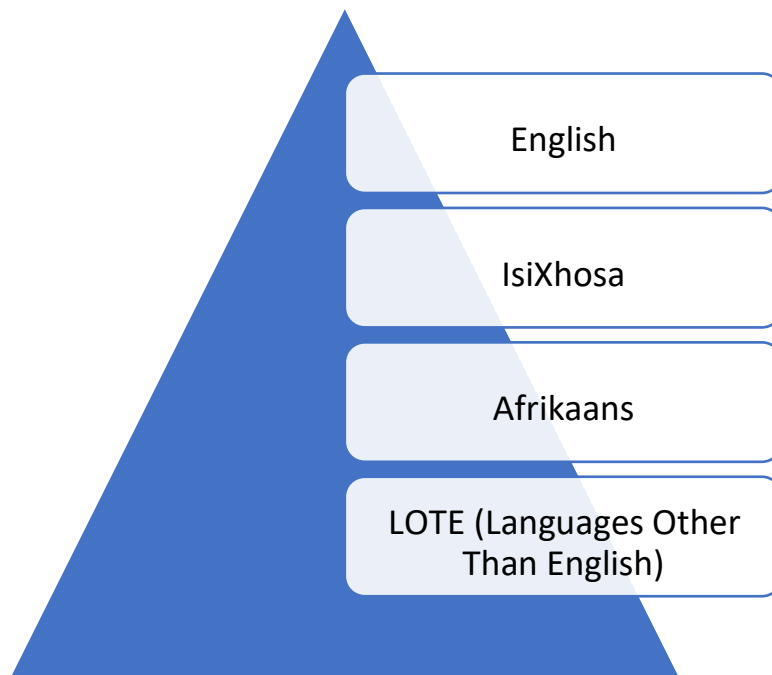 English
IsiXhosa
Afrikaans
LOTE (Languages Other
Than English)